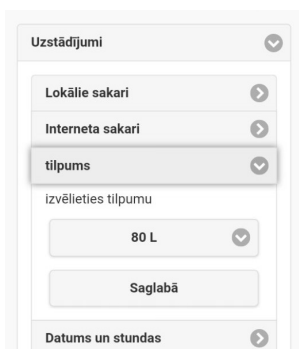 Uzstādījumi
Lokālie sakari
Interneta sakari
tilpums
izvēlieties tilpumu
80 L
Saglabā
Datums un stundas